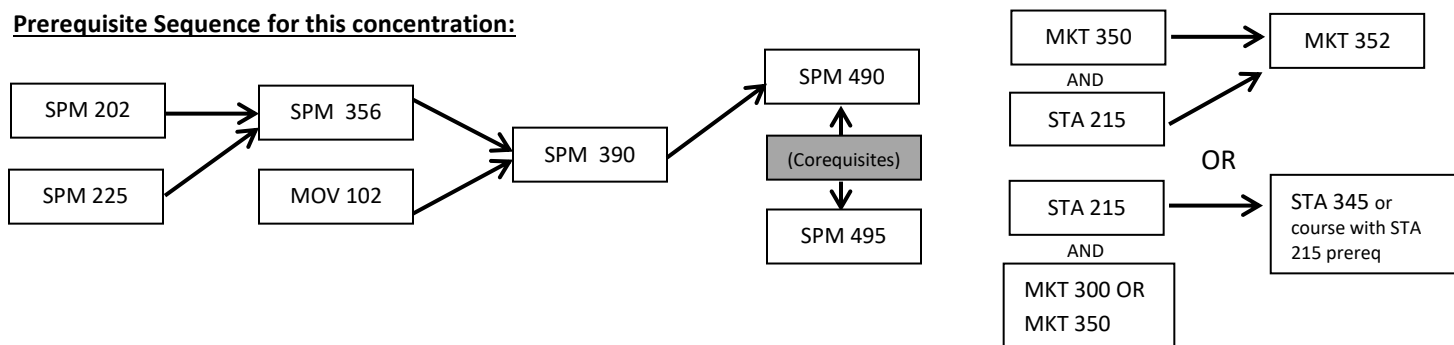 Prerequisite Sequence for this concentration:
SPM 202
SPM 225
SPM 356
MOV 102
SPM 390
SPM 490
(Corequisites)
SPM 495
MKT 350
AND
STA 215
MKT 352
OR
STA 215
AND
MKT 300 OR
MKT 350
STA 345 or
course with STA
215 prereq